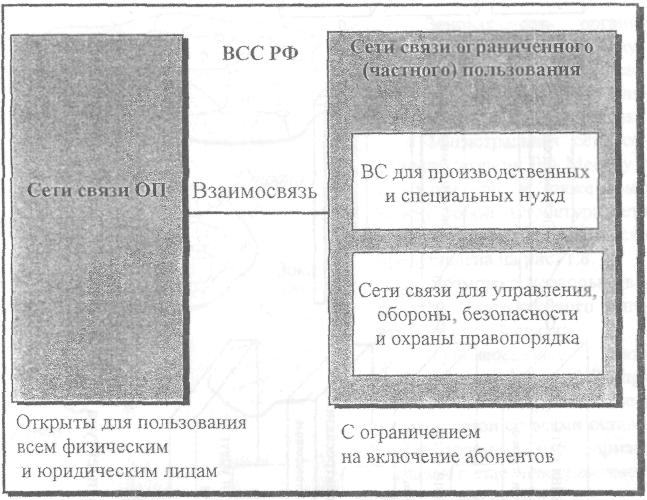 ВСС РФ
Сети связи ОП
Взаимосвязь
Сети связи ограниченного
(частного) пользования
ВС для производственных
и специальных нужд
Сети связи для управления,
обороны, безопасности
и охраны правопорядка
Открыты для пользования
всем физическим
и юридическим лицам
С ограничением
на включение абонентов